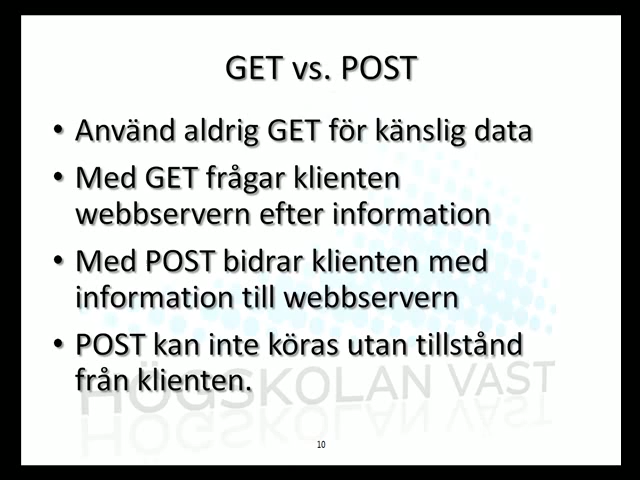 GET vs. POST
• Använd aldrig GET för känslig data
• Med GET frågar klienten
webbservern efter information
• Med POST bidrar klienten med
information till webbservern
• POST kan inte köras utan tillstånd
från klienten.
HÖGSKOLAN VÄST
10